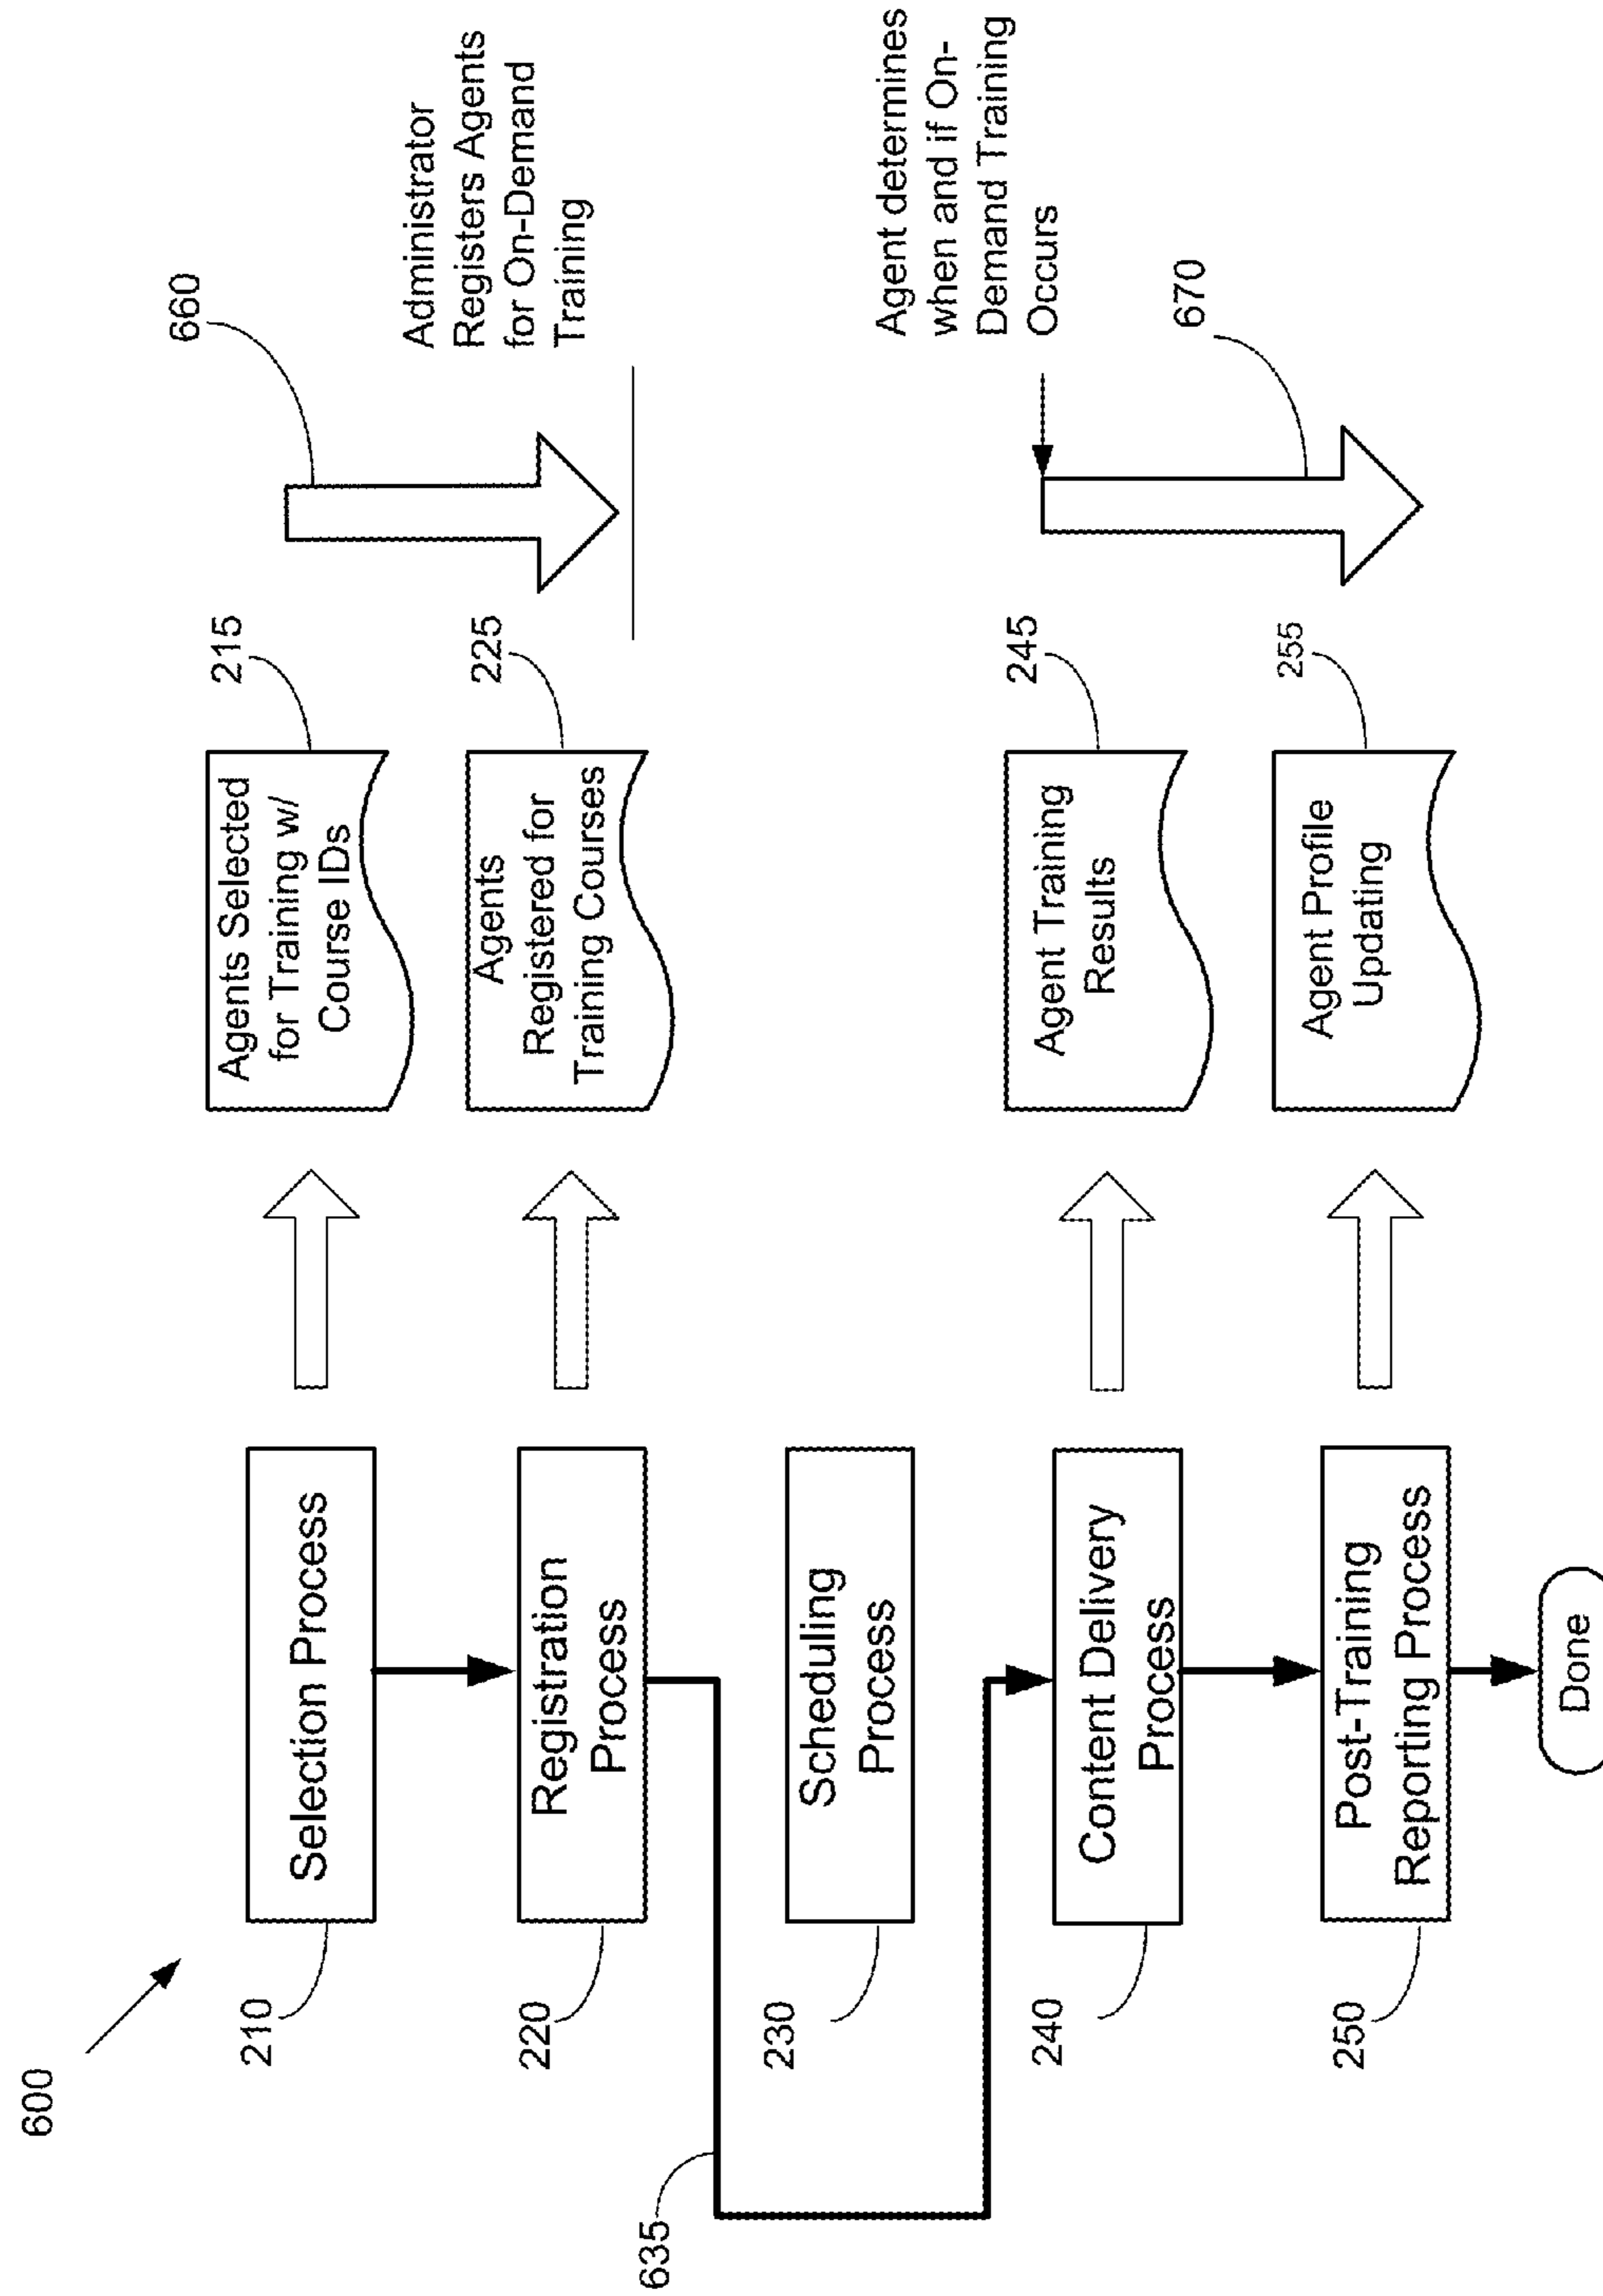 600
210
Selection Process
Agents Selected
for Training w/
Course IDs
215
660
Administrator
Registers Agents
for On-Demand
Training
220
Registration
Process
Agents
Registered for
Training Courses
225
635
230
Scheduling
Process
240
Content Delivery
Process
Agent Training
Results
245
Agent determines
when and if On-
Demand Training
Occurs
670
250
Post-Training
Reporting Process
Agent Profile
Updating
255
Done